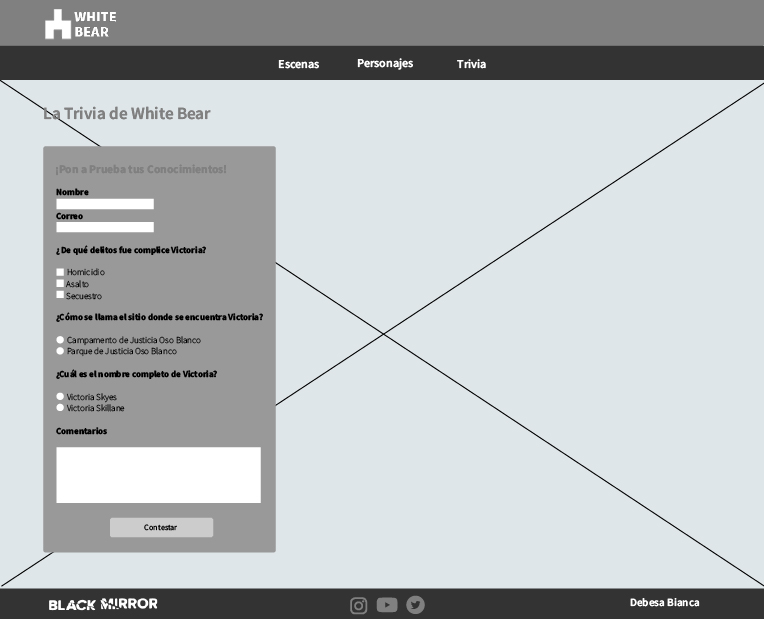 WHITE
BEAR
Escenas Personajes Trivia
La Trivia de White Bear
¡Pon a Prueba tus Conocimientos!
Nombre
Correo
¿De qué delitos fue complice Victoria?
Homicidio
Asalto
Secuestro
¿Cómo se llama el sitio donde se encuentra Victoria?
Campamento de Justicia Oso Blanco
Parque de Justicia Oso Blanco
¿Cuál es el nombre completo de Victoria?
Victoria Skyes
Victoria Skillane
Comentarios
Contestar
BLACK MIRROR Debesa Bianca